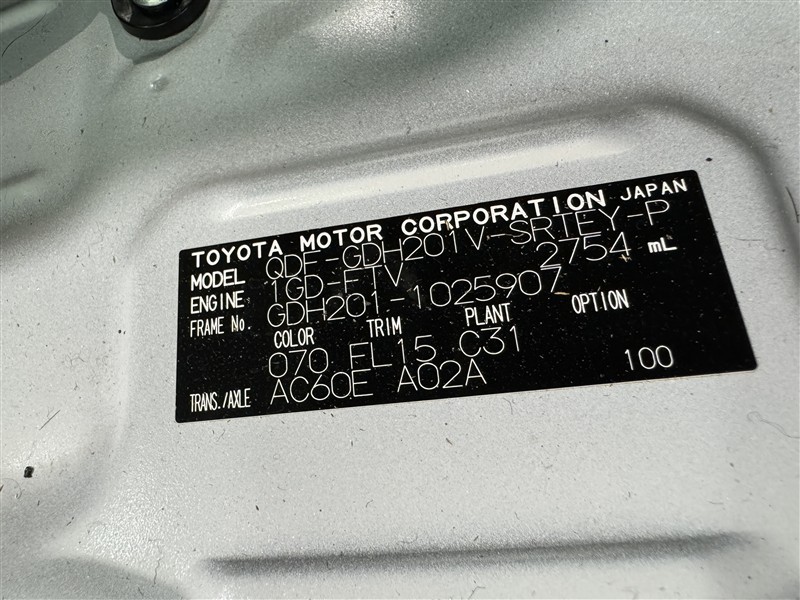 TOYOTA MOTOR CORPORATION JAPAN
MODEL QDF-GDH201V-SRTEY-P
ENGINE 1GD-FTV 2754 mL
FRAME No. GDH201-1025907
COLOR TRIM PLANT OPTION
070 FL15 C31
TRANS./AXLE AC60E A02A 100